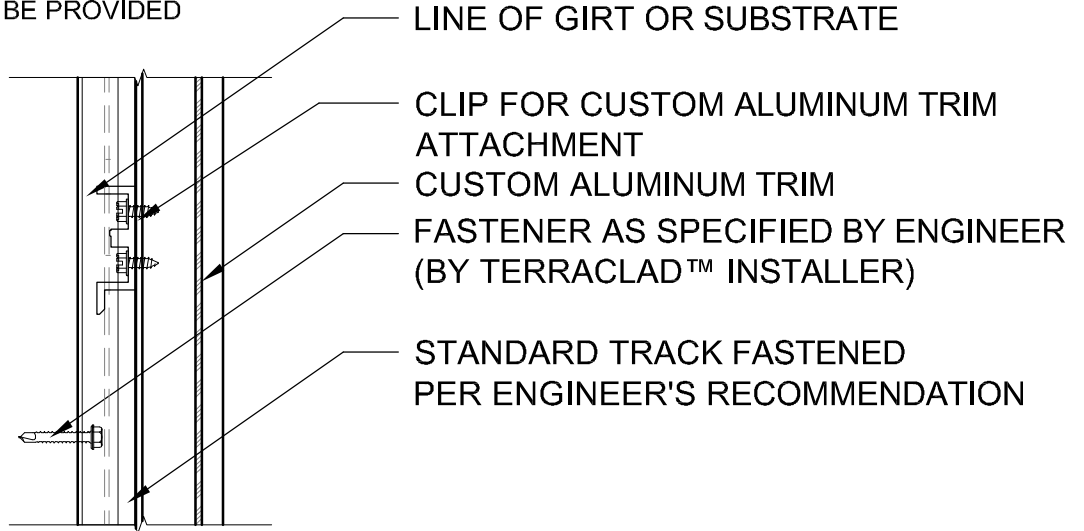 BE PROVIDED
LINE OF GIRT OR SUBSTRATE
CLIP FOR CUSTOM ALUMINUM TRIM
ATTACHMENT
CUSTOM ALUMINUM TRIM
FASTENER AS SPECIFIED BY ENGINEER
(BY TERRACLAD™ INSTALLER)
STANDARD TRACK FASTENED
PER ENGINEER'S RECOMMENDATION